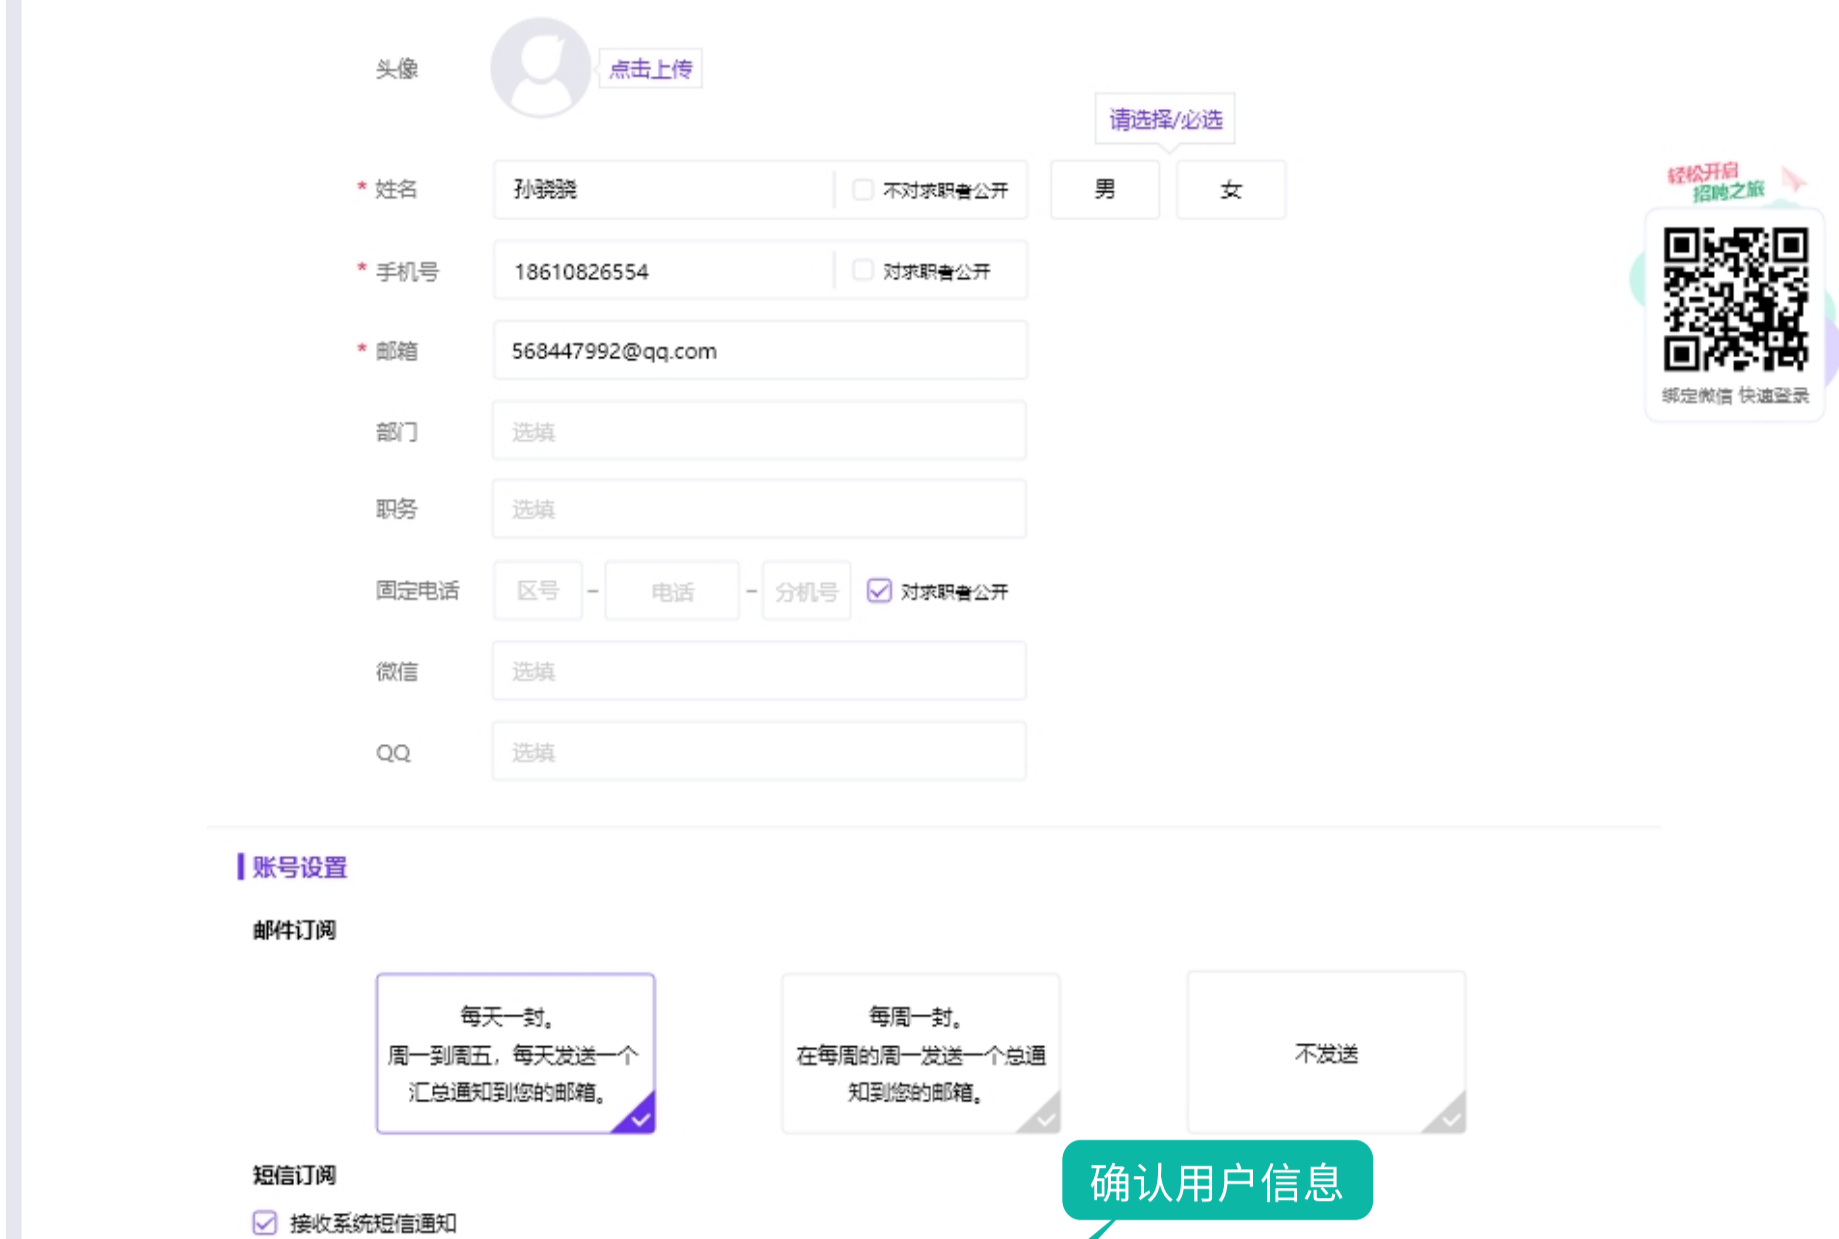 头像
点击上传
请选择/必选
* 姓名
孙骁骁
不对求职者公开
男
女
轻松开启
招聘之旅
* 手机号
18610826554
对求职者公开
* 邮箱
568447992@qq.com
绑定微信 快速登录
部门
选填
职务
选填
固定电话
区号
-
电话
-
分机号
对求职者公开
微信
选填
QQ
选填
账号设置
邮件订阅
每天一封。
周一到周五，每天发送一个
汇总通知到您的邮箱。
每周一封。
在每周的周一发送一个总通
知到您的邮箱。
不发送
短信订阅
确认用户信息
接收系统短信通知